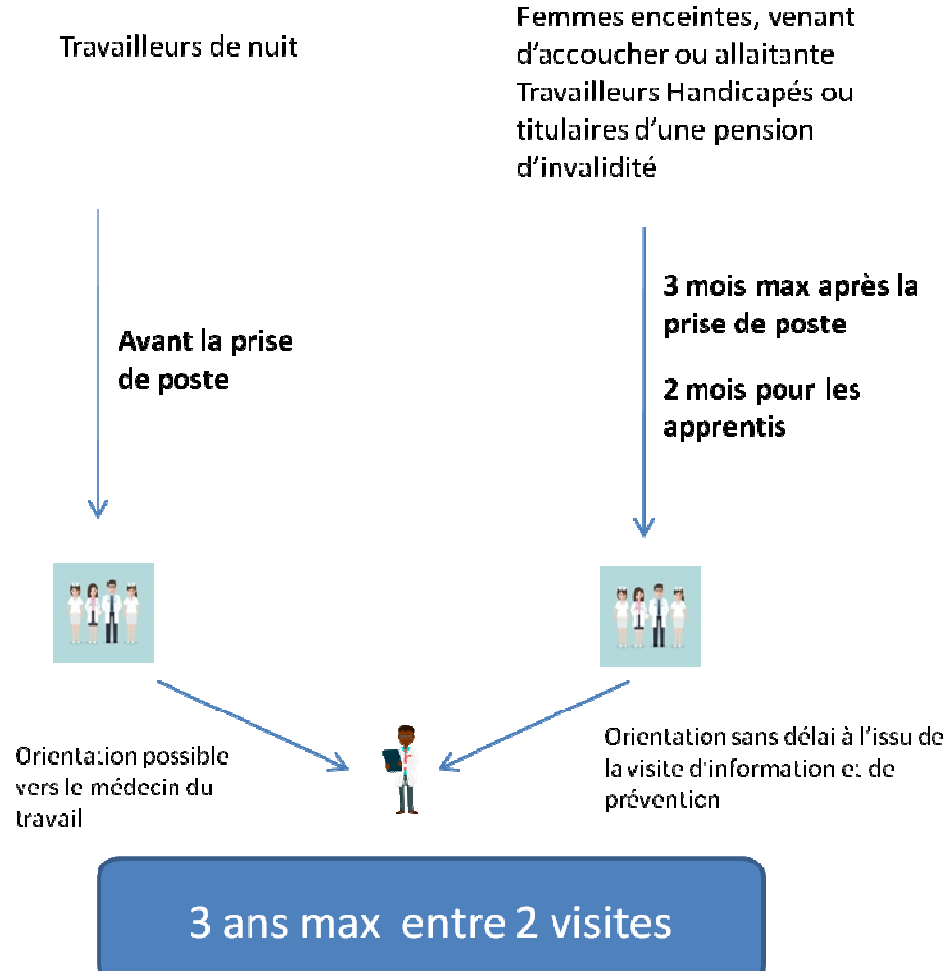 Travailleurs de nuit
Femmes enceintes, venant
d'accoucher ou allaitante
Travailleurs Handicapés ou
titulaires d'une pension
d'invalidité
Avant la prise
de poste
3 mois max après la
prise de poste
2 mois pour les
apprentis
Orientation possible
vers le médecin du
travail
Orientation sans délai à l'issu de
la visite d'information et de
prévention
3 ans max entre 2 visites